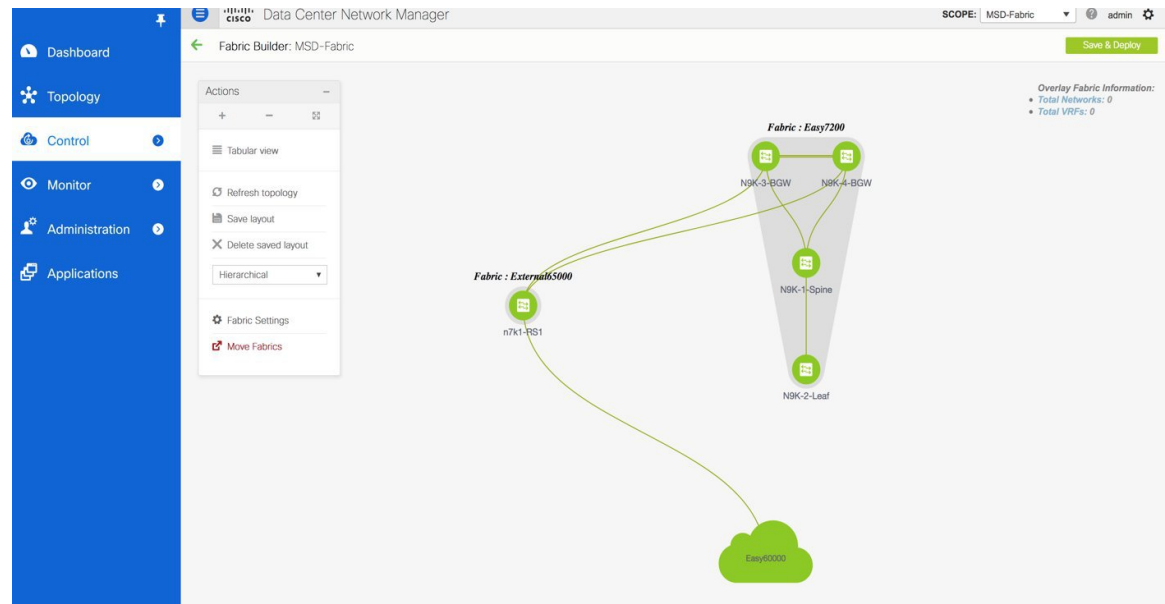 cisco Data Center Network Manager
SCOPE: MSD-Fabric
admin
Fabric Builder: MSD-Fabric
Save & Deploy
Dashboard
Topology
Control
Monitor
Administration
Applications
Actions
Tabular view
Refresh topology
Save layout
Delete saved layout
Hierarchical
Fabric Settings
Move Fabrics
Overlay Fabric Information:
Total Networks: 0
Total VRFs: 0
Fabric : Easy7200
N9K-3-BGW
N9K-4-BGW
N9K-1-Spine
N9K-2-Leaf
Fabric : External65000
n7k1-RS1
Easy60000